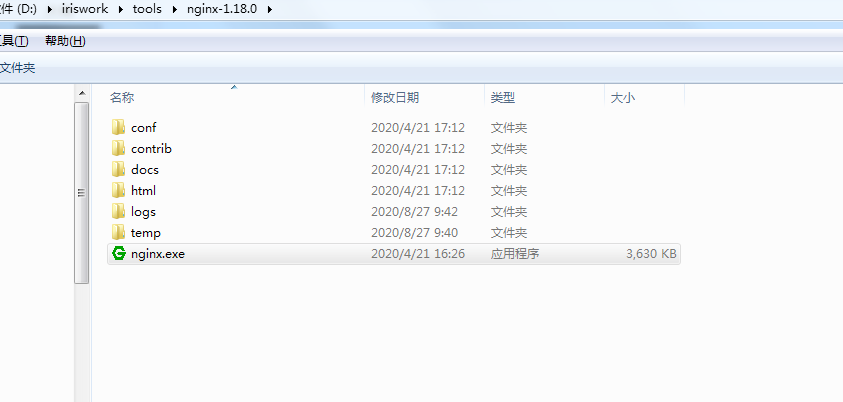 件 (D:) ▸ iriswork ▸ tools ▸ nginx-1.18.0 ▸
工具(T) 帮助(H)
文件夹
名称 修改日期 类型 大小
conf 2020/4/21 17:12 文件夹
contrib 2020/4/21 17:12 文件夹
docs 2020/4/21 17:12 文件夹
html 2020/4/21 17:12 文件夹
logs 2020/8/27 9:42 文件夹
temp 2020/8/27 9:40 文件夹
nginx.exe 2020/4/21 16:26 应用程序 3,630 KB